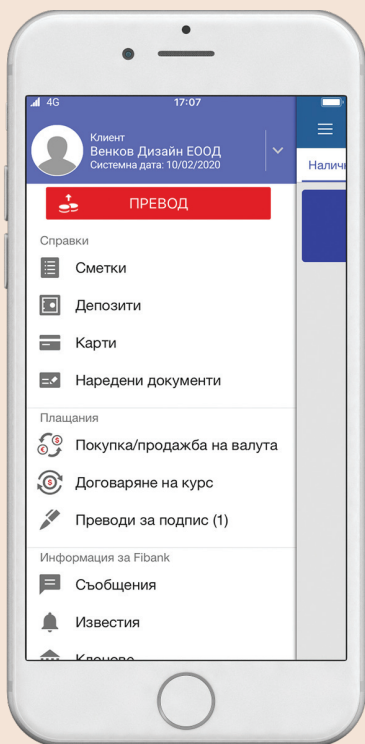 4G 17:07
Клиент
Венков Дизайн ЕООД
Системна дата: 10/02/2020
Налич
ПРЕВОД
Справки
Сметки
Депозити
Карти
Наредени документи
Плащания
Покупка/продажба на валута
Договаряне на курс
Преводи за подпис (1)
Информация за Fibank
Съобщения
Известия
Клонове